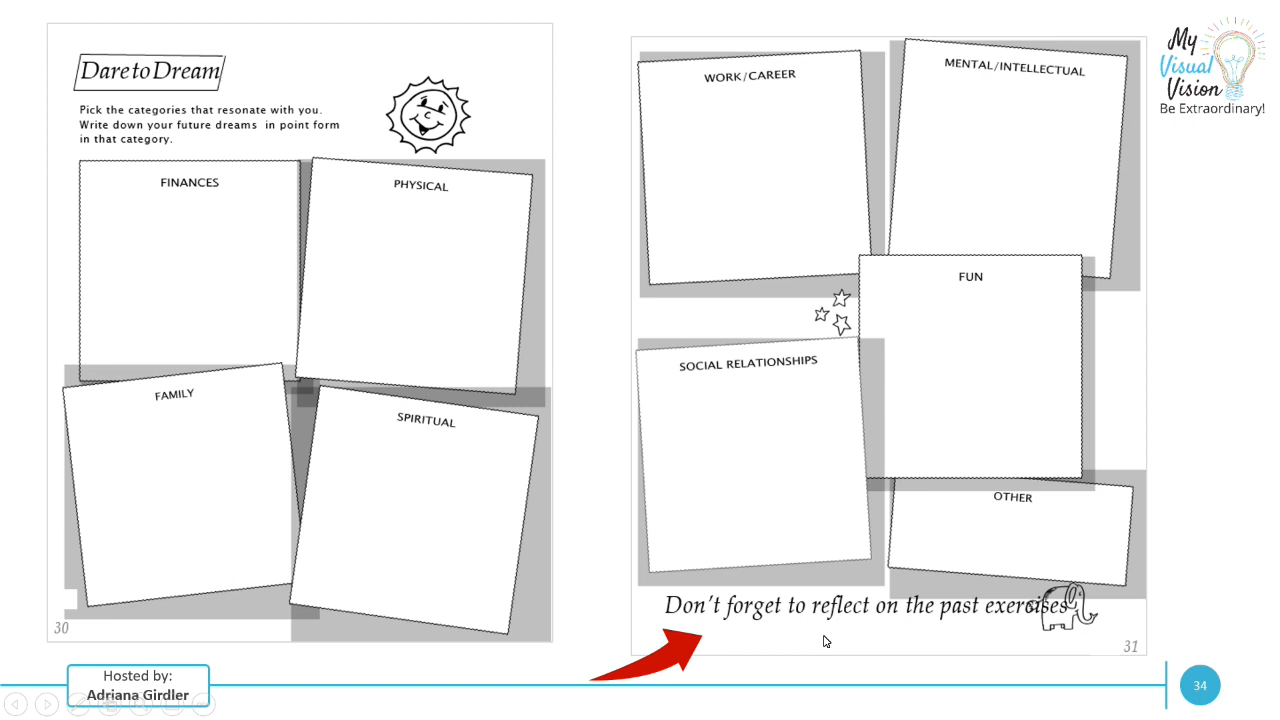 Dare to Dream
Pick the categories that resonate with you.
Write down your future dreams in point form
in that category.
FINANCES
PHYSICAL
FAMILY
SPIRITUAL
30
WORK/CAREER
MENTAL/INTELLECTUAL
FUN
SOCIAL RELATIONSHIPS
OTHER
Don't forget to reflect on the past exercises
31
My
Visual
Vision
Be Extraordinary!
Hosted by:
Adriana Girdler
34